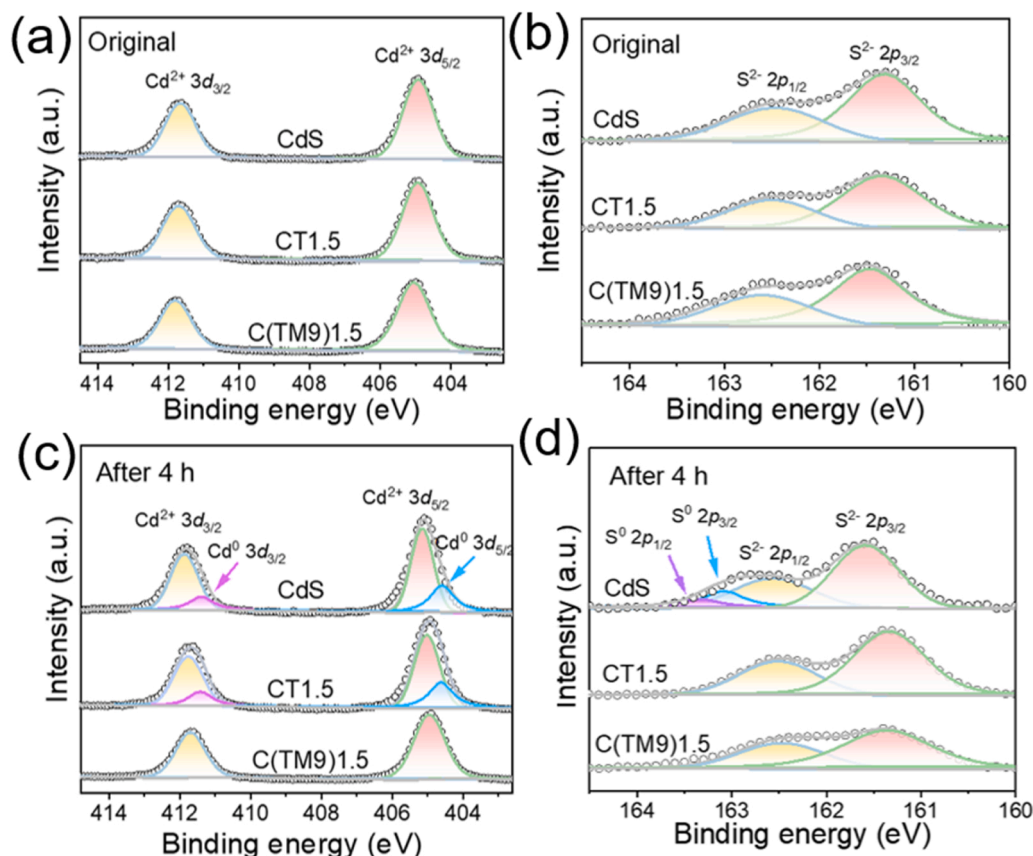 (a)
Original
Cd²⁺ 3d₃/₂
Cd²⁺ 3d₅/₂
CdS
CT1.5
C(TM9)1.5
Intensity (a.u.)
414 412 410 408 406 404
Binding energy (eV)
(b)
Original
S²⁻ 2p₁/₂
S²⁻ 2p₃/₂
CdS
CT1.5
C(TM9)1.5
Intensity (a.u.)
164 163 162 161 160
Binding energy (eV)
(c)
After 4 h
Cd²⁺ 3d₃/₂
Cd⁰ 3d₃/₂
Cd²⁺ 3d₅/₂
Cd⁰ 3d₅/₂
CdS
CT1.5
C(TM9)1.5
Intensity (a.u.)
414 412 410 408 406 404
Binding energy (eV)
(d)
After 4 h
S⁰ 2p₁/₂
S⁰ 2p₃/₂
S²⁻ 2p₁/₂
S²⁻ 2p₃/₂
CdS
CT1.5
C(TM9)1.5
Intensity (a.u.)
164 163 162 161 160
Binding energy (eV)